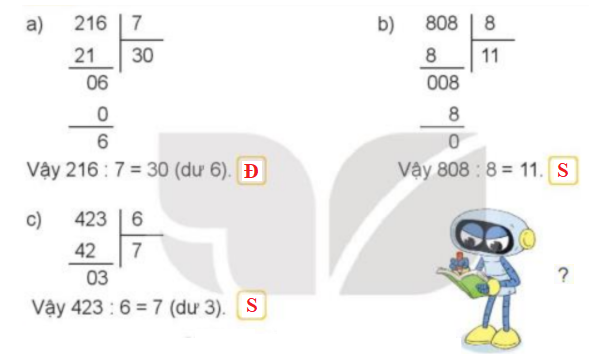 a) 216 | 7
21 | 30
06
0
6
Vậy 216 : 7 = 30 (dư 6). Đ
b) 808 | 8
8 | 11
008
8
0
Vậy 808 : 8 = 11. S
c) 423 | 6
42 | 7
03
Vậy 423 : 6 = 7 (dư 3). S
?